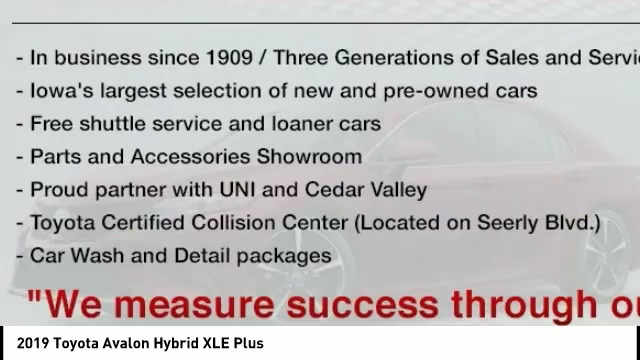 - In business since 1909 / Three Generations of Sales and
- Iowa's largest selection of new and pre-owned cars
- Free shuttle service and loaner cars
- Parts and Accessories Showroom
- Proud partner with UNI and Cedar Valley
- Toyota Certified Collision Center (Located on Seerly Blvd.)
- Car Wash and Detail packages
"We measure success through
2019 Toyota Avalon Hybrid XLE Plus